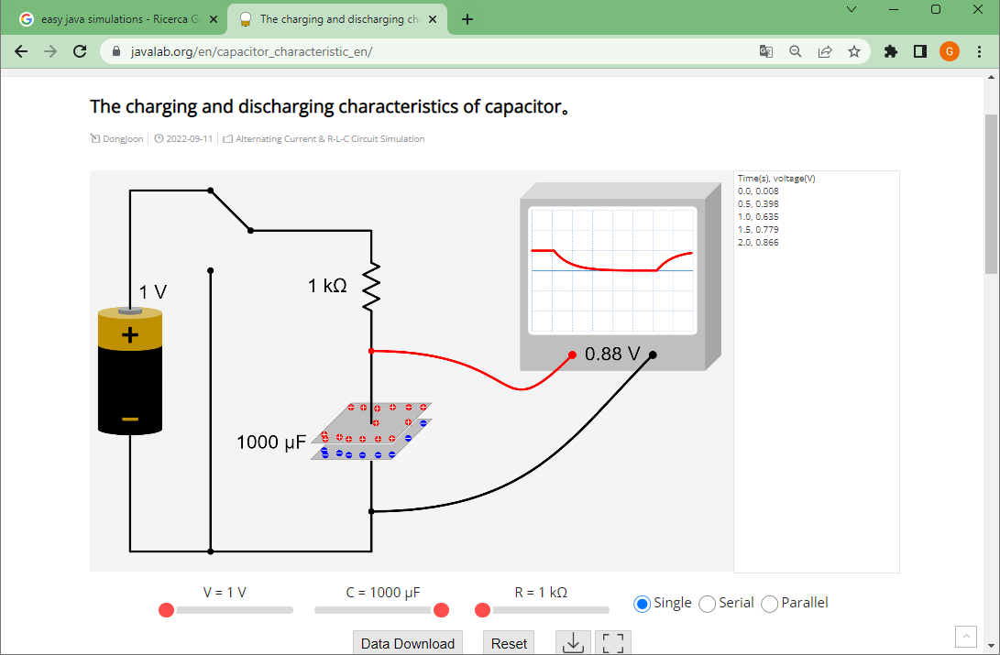 easy java simulations - Ricerca Go
The charging and discharging ch
javalab.org/en/capacitor_characteristic_en/
G
The charging and discharging characteristics of capacitor。
DongJoon 2022-09-11 Alternating Current & R-L-C Circuit Simulation
Time(s), voltage(V)
0.0, 0.008
0.5, 0.398
1.0, 0.635
1.5, 0.779
2.0, 0.866
1 V
1 kΩ
0.88 V
1000 μF
V = 1 V
C = 1000 μF
R = 1 kΩ
Single Serial Parallel
Data Download
Reset